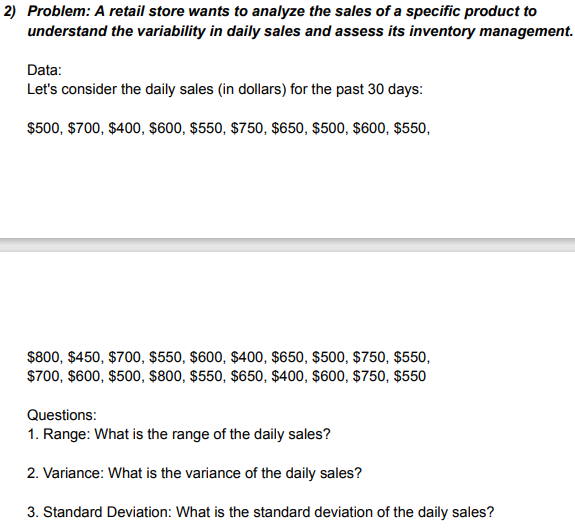 2) Problem: A retail store wants to analyze the sales of a specific product to
understand the variability in daily sales and assess its inventory management.
Data:
Let's consider the daily sales (in dollars) for the past 30 days:
$500, $700, $400, $600, $550, $750, $650, $500, $600, $550,
$800, $450, $700, $550, $600, $400, $650, $500, $750, $550,
$700, $600, $500, $800, $550, $650, $400, $600, $750, $550
Questions:
1. Range: What is the range of the daily sales?
2. Variance: What is the variance of the daily sales?
3. Standard Deviation: What is the standard deviation of the daily sales?